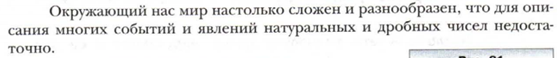 Окружающий нас мир настолько сложен и разнообразен, что для опи-
сания многих событий и явлений натуральных и дробных чисел недоста-
точно.